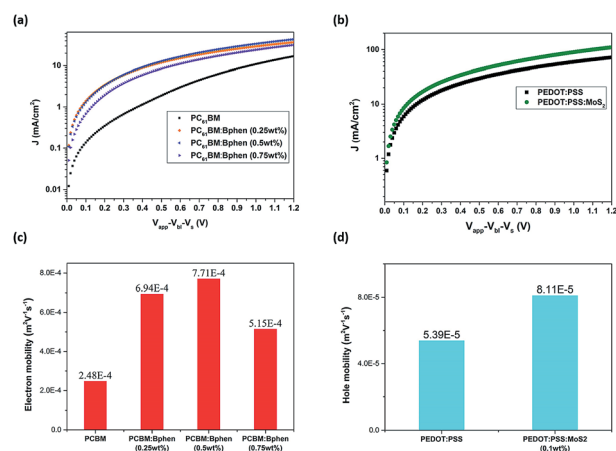 (a)
J (mA/cm²)
10
1
0.1
0.01
PC₆₁BM
PC₆₁BM:Bphen (0.25wt%)
PC₆₁BM:Bphen (0.5wt%)
PC₆₁BM:Bphen (0.75wt%)
0.0 0.1 0.2 0.3 0.4 0.5 0.6 0.7 0.8 0.9 1.0 1.1 1.2
Vapp-Vbi-Vs (V)
(b)
J (mA/cm²)
100
10
1
PEDOT:PSS
PEDOT:PSS:MoS₂
0.0 0.1 0.2 0.3 0.4 0.5 0.6 0.7 0.8 0.9 1.0 1.1 1.2
Vapp-Vbi-Vs (V)
(c)
Electron mobility (m²V⁻¹s⁻¹)
8.0E-4
6.0E-4
4.0E-4
2.0E-4
0.0
2.48E-4
6.94E-4
7.71E-4
5.15E-4
PCBM
PCBM:Bphen
(0.25wt%)
PCBM:Bphen
(0.5wt%)
PCBM:Bphen
(0.75wt%)
(d)
Hole mobility (m²V⁻¹s⁻¹)
8.0E-5
4.0E-5
0.0
5.39E-5
8.11E-5
PEDOT:PSS
PEDOT:PSS:MoS2
(0.1wt%)